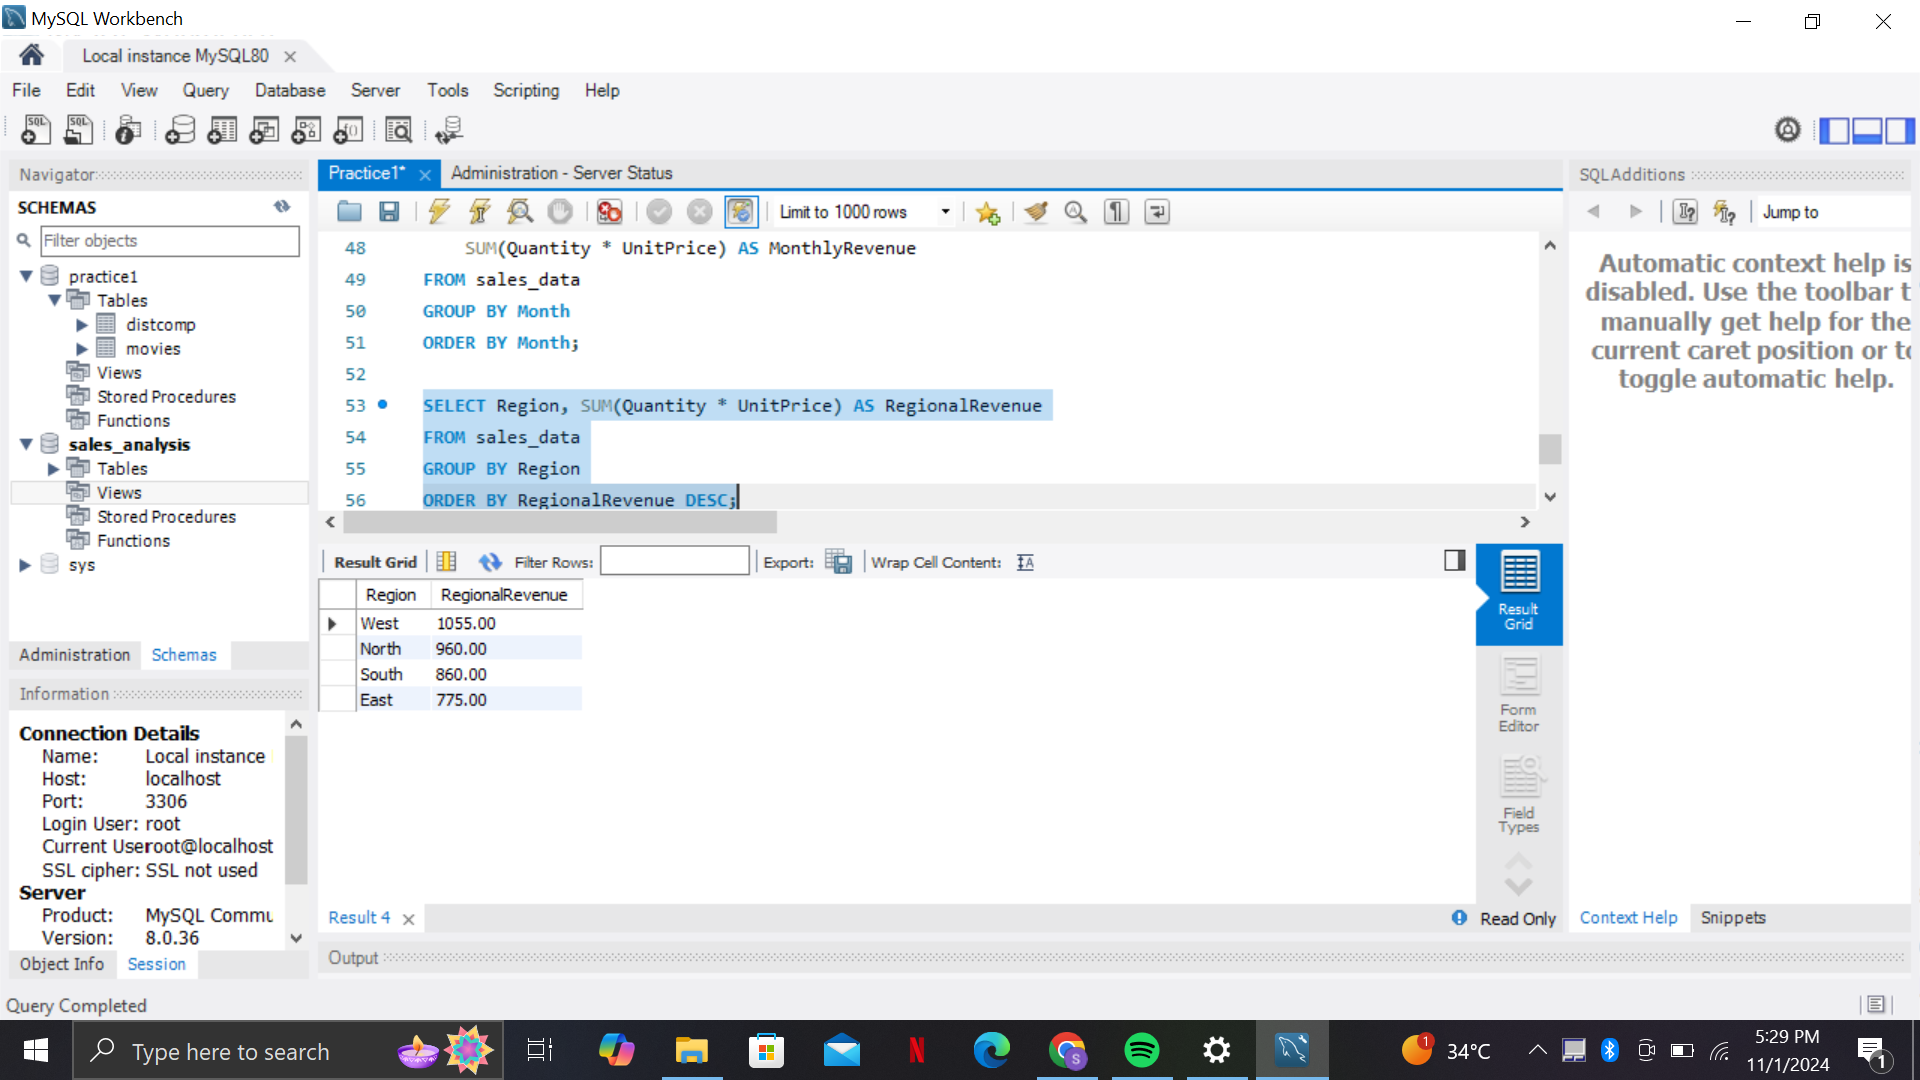 MySQL Workbench
Local instance MySQL80
File Edit View Query Database Server Tools Scripting Help
Navigator
SCHEMAS
Filter objects
practice1
Tables
distcomp
movies
Views
Stored Procedures
Functions
sales_analysis
Tables
Views
Stored Procedures
Functions
sys
Administration Schemas
Information
Connection Details
Name: Local instance
Host: localhost
Port: 3306
Login User: root
Current Useroot@localhost
SSL cipher: SSL not used
Server
Product: MySQL Commu
Version: 8.0.36
Object Info Session
Query Completed
Practice1* Administration - Server Status
Limit to 1000 rows
48 SUM(Quantity * UnitPrice) AS MonthlyRevenue
49 FROM sales_data
50 GROUP BY Month
51 ORDER BY Month;
52
53 SELECT Region, SUM(Quantity * UnitPrice) AS RegionalRevenue
54 FROM sales_data
55 GROUP BY Region
56 ORDER BY RegionalRevenue DESC;
Result Grid Filter Rows: Export: Wrap Cell Content:
Region RegionalRevenue
West 1055.00
North 960.00
South 860.00
East 775.00
Result
Grid
Form
Editor
Field
Types
Result 4
Read Only
Output
SQLAdditions
Jump to
Automatic context help is
disabled. Use the toolbar t
manually get help for the
current caret position or to
toggle automatic help.
Context Help Snippets
Type here to search
34°C
5:29 PM
11/1/2024